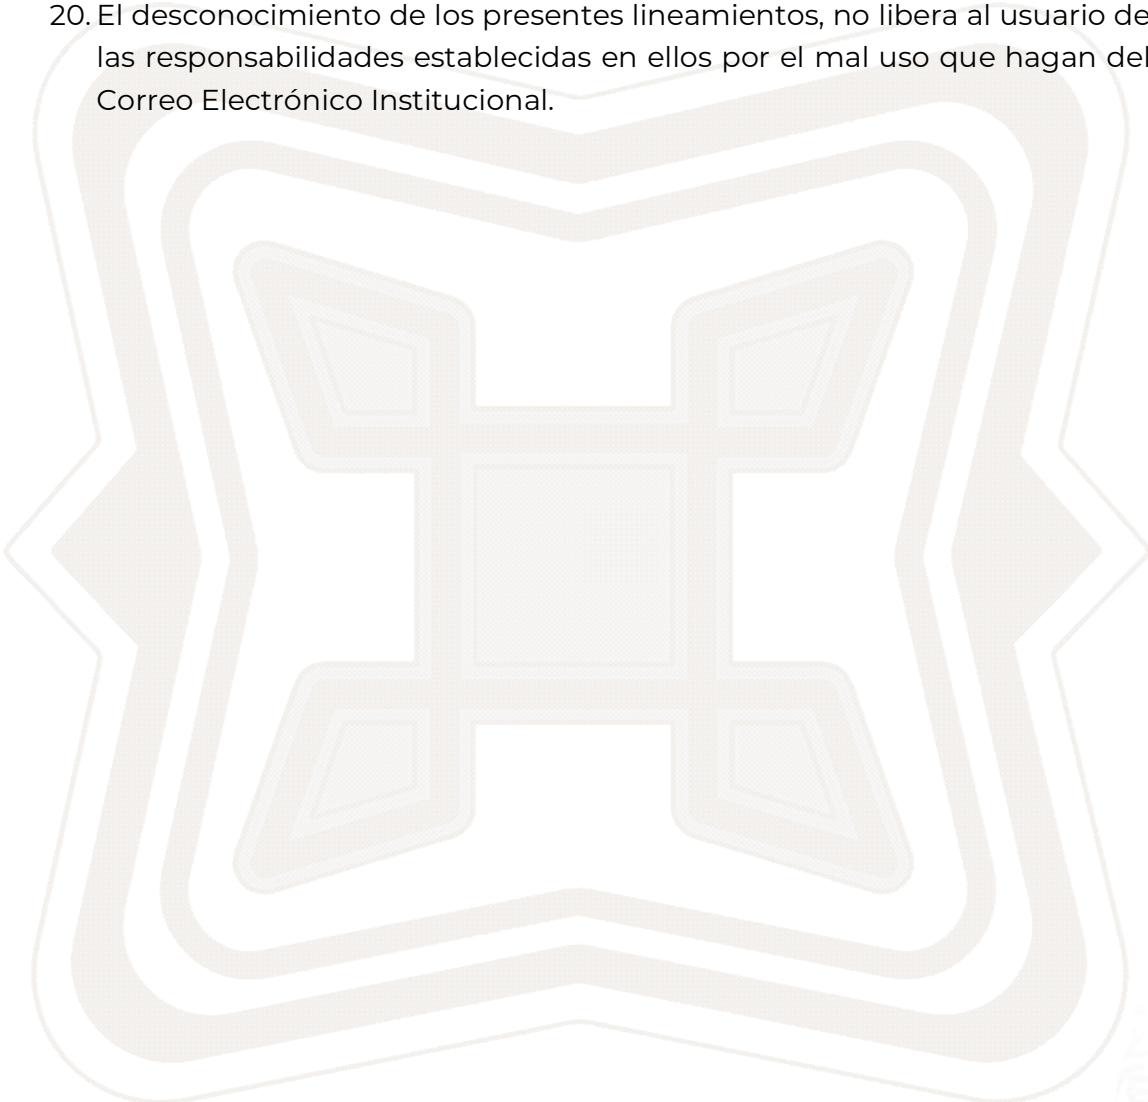 20. El desconocimiento de los presentes lineamientos, no libera al usuario de
las responsabilidades establecidas en ellos por el mal uso que hagan del
Correo Electrónico Institucional.